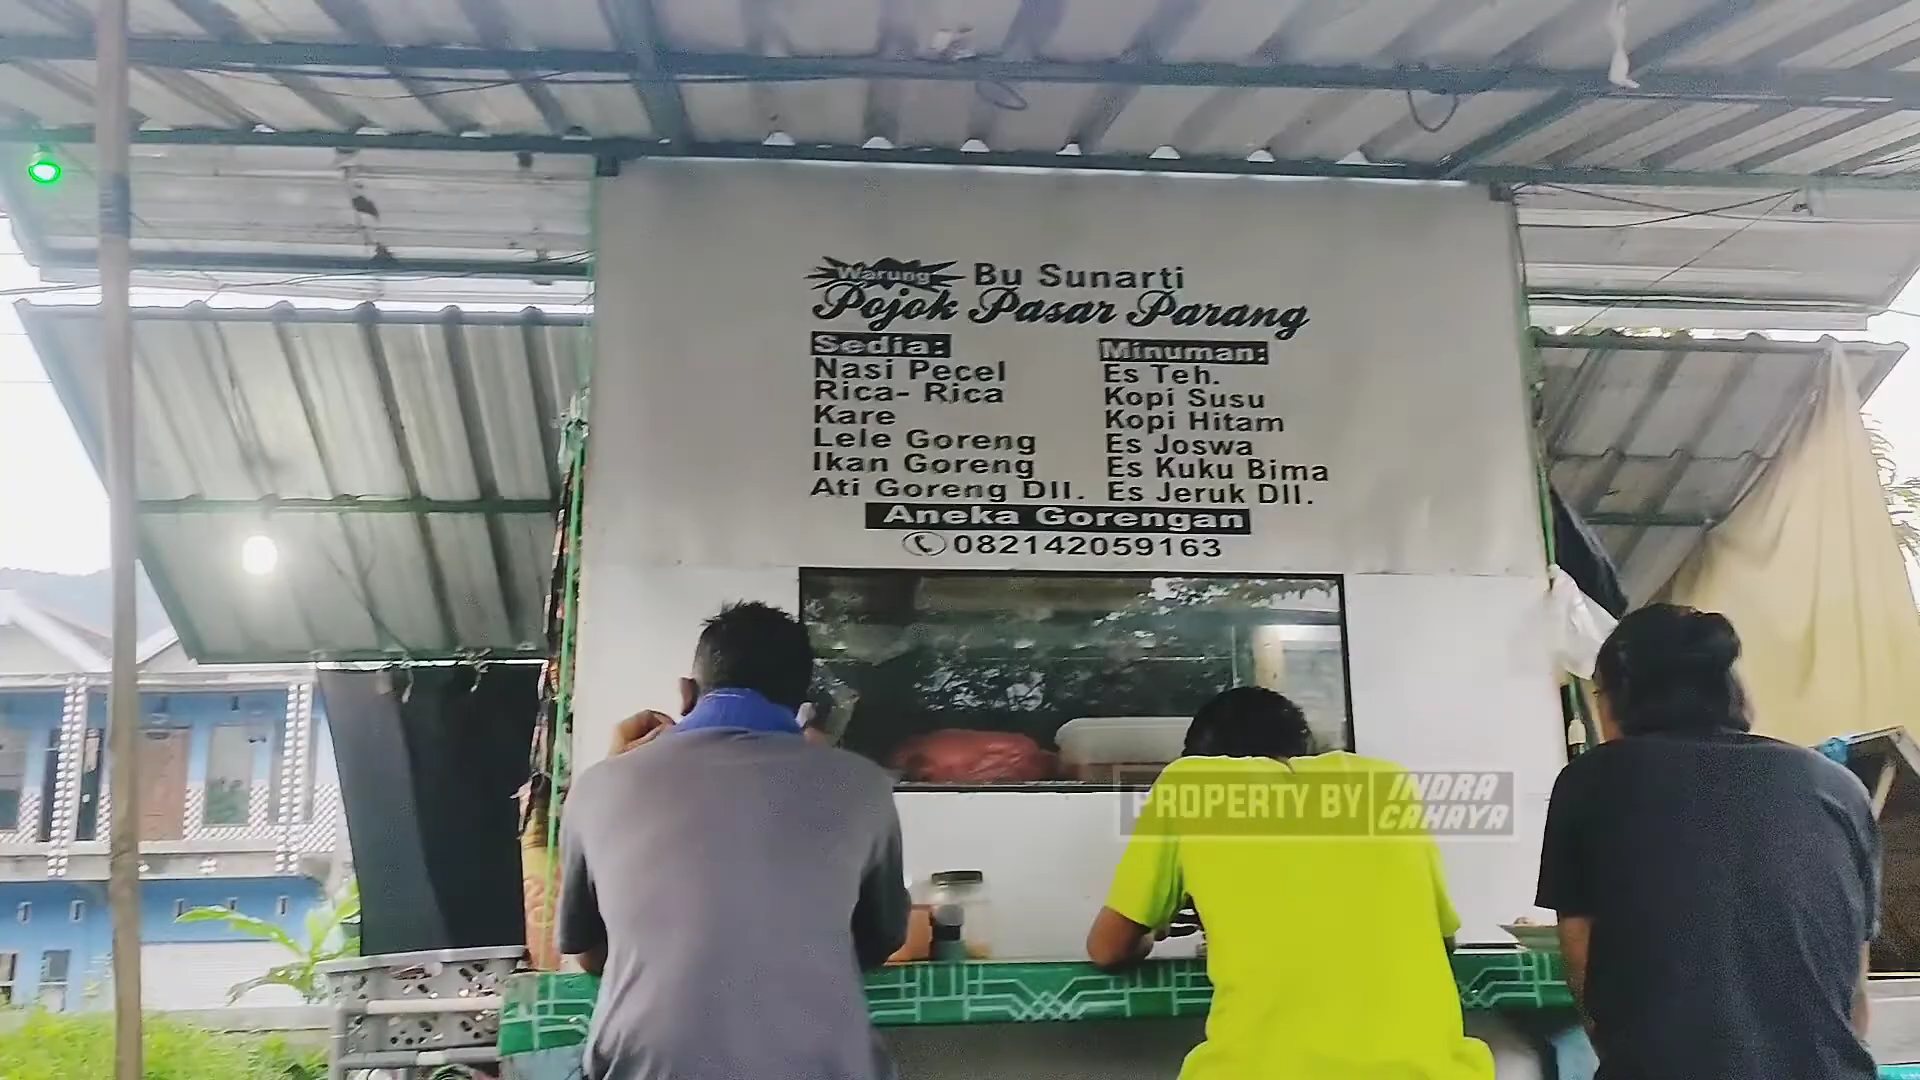 Warung Bu Sunarti
Pojok Pasar Parang
Sedia:
Nasi Pecel
Rica- Rica
Kare
Lele Goreng
Ikan Goreng
Ati Goreng Dll.
Minuman:
Es Teh.
Kopi Susu
Kopi Hitam
Es Joswa
Es Kuku Bima
Es Jeruk Dll.
Aneka Gorengan
082142059163
PROPERTY BY INDRA CAHAYA